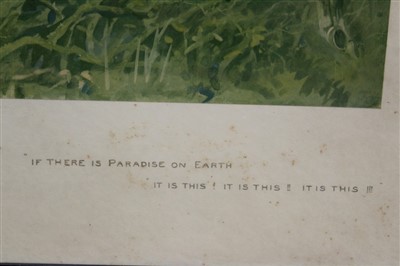 IF THERE IS PARADISE ON EARTH
IT IS THIS ! IT IS THIS !! IT IS THIS !!!